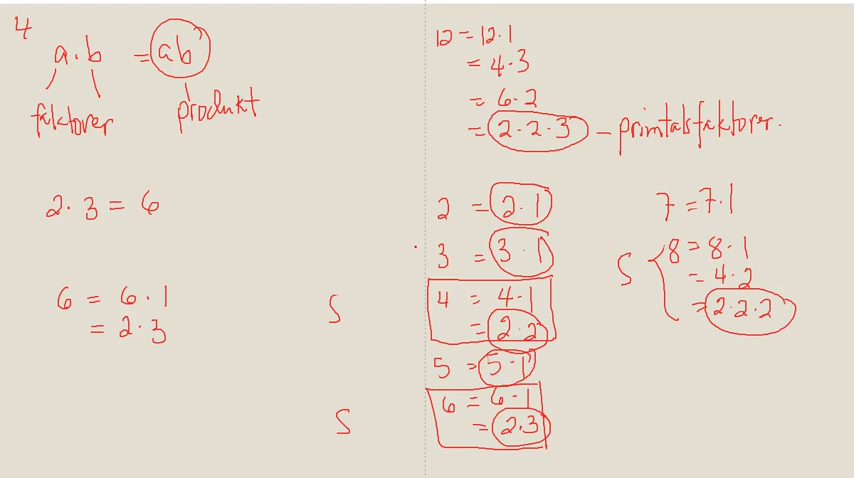 4
a·b = ab
faktorer produkt
2·3 = 6
6 = 6·1
= 2·3
S
S
12 = 12·1
= 4·3
= 6·2
= 2·2·3 – primtalsfaktorer.
2 = 2·1
3 = 3·1
4 = 4·1
= 2·2
5 = 5·1
6 = 6·1
= 2·3
7 = 7·1
S 8 = 8·1
= 4·2
= 2·2·2